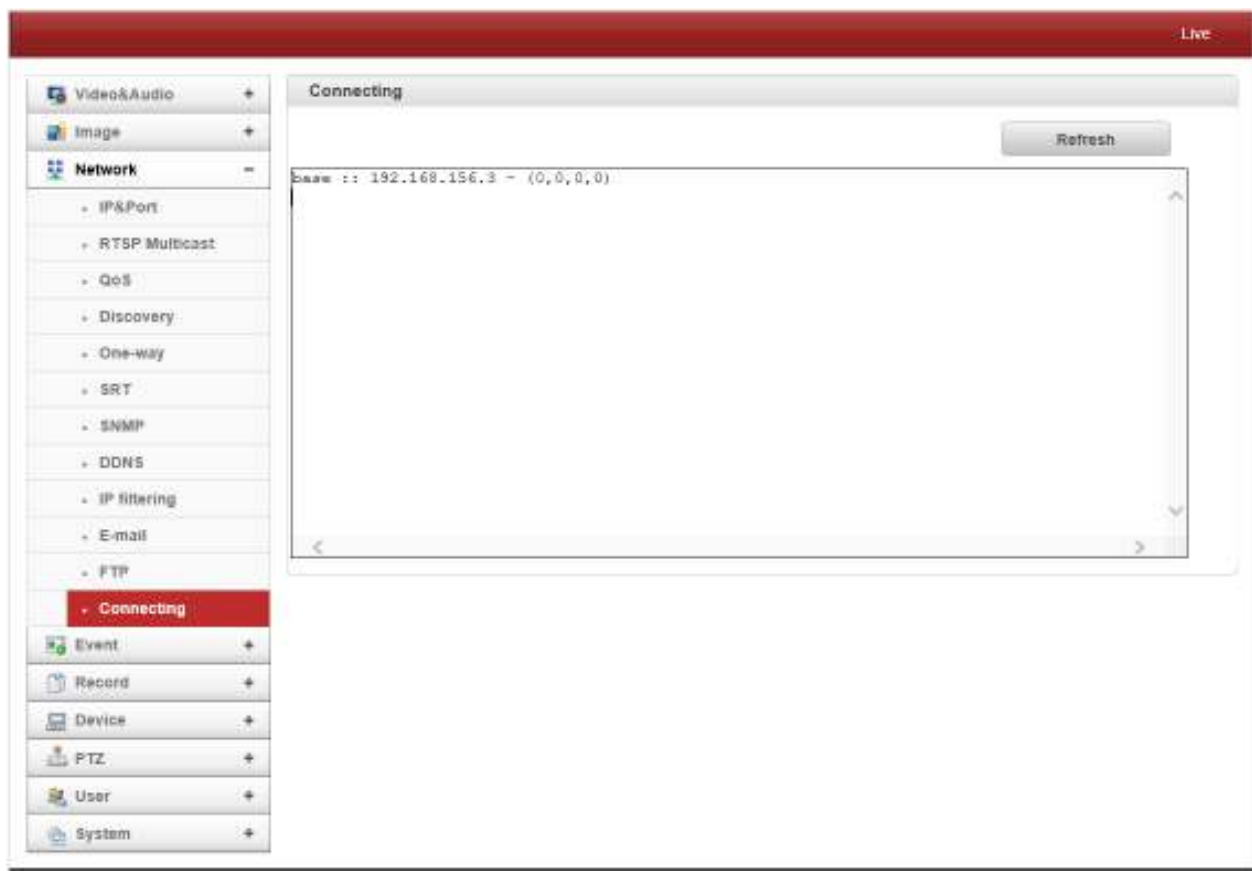 Live
Video&Audio +
Image +
Network −
IP&Port
RTSP Multicast
QoS
Discovery
One-way
SRT
SNMP
DDNS
IP filtering
E-mail
FTP
Connecting
Event +
Record +
Device +
PTZ +
User +
System +
Connecting
Refresh
base :: 192.168.156.3 - (0,0,0,0)